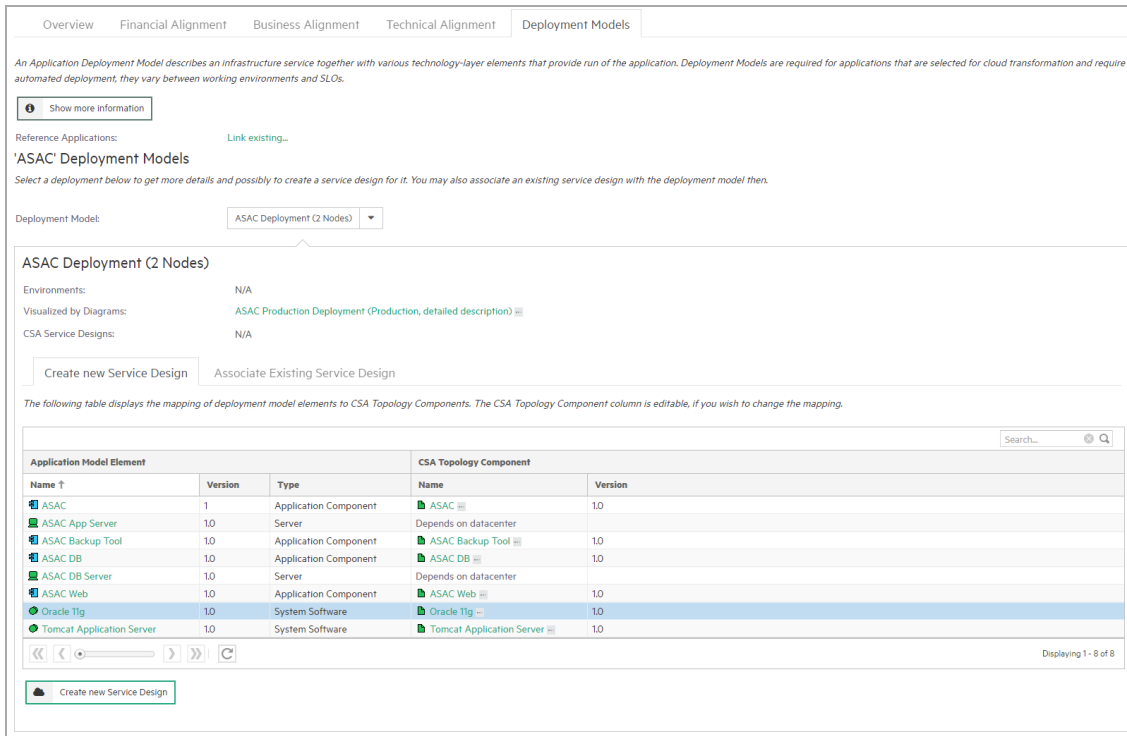 Overview Financial Alignment Business Alignment Technical Alignment Deployment Models
An Application Deployment Model describes an infrastructure service together with various technology-layer elements that provide run of the application. Deployment Models are required for applications that are selected for cloud transformation and require
automated deployment, they vary between working environments and SLOs.
Show more information
Reference Applications: Link existing...
'ASAC' Deployment Models
Select a deployment below to get more details and possibly to create a service design for it. You may also associate an existing service design with the deployment model then.
Deployment Model: ASAC Deployment (2 Nodes)
ASAC Deployment (2 Nodes)
Environments: N/A
Visualized by Diagrams: ASAC Production Deployment (Production, detailed description) ...
CSA Service Designs: N/A
Create new Service Design Associate Existing Service Design
The following table displays the mapping of deployment model elements to CSA Topology Components. The CSA Topology Component column is editable, if you wish to change the mapping.
Search...
Application Model Element CSA Topology Component
Name ↑ Version Type Name Version
ASAC 1 Application Component ASAC ... 1.0
ASAC App Server 1.0 Server Depends on datacenter
ASAC Backup Tool 1.0 Application Component ASAC Backup Tool ... 1.0
ASAC DB 1.0 Application Component ASAC DB ... 1.0
ASAC DB Server 1.0 Server Depends on datacenter
ASAC Web 1.0 Application Component ASAC Web ... 1.0
Oracle 11g 1.0 System Software Oracle 11g ... 1.0
Tomcat Application Server 1.0 System Software Tomcat Application Server ... 1.0
Displaying 1 - 8 of 8
Create new Service Design